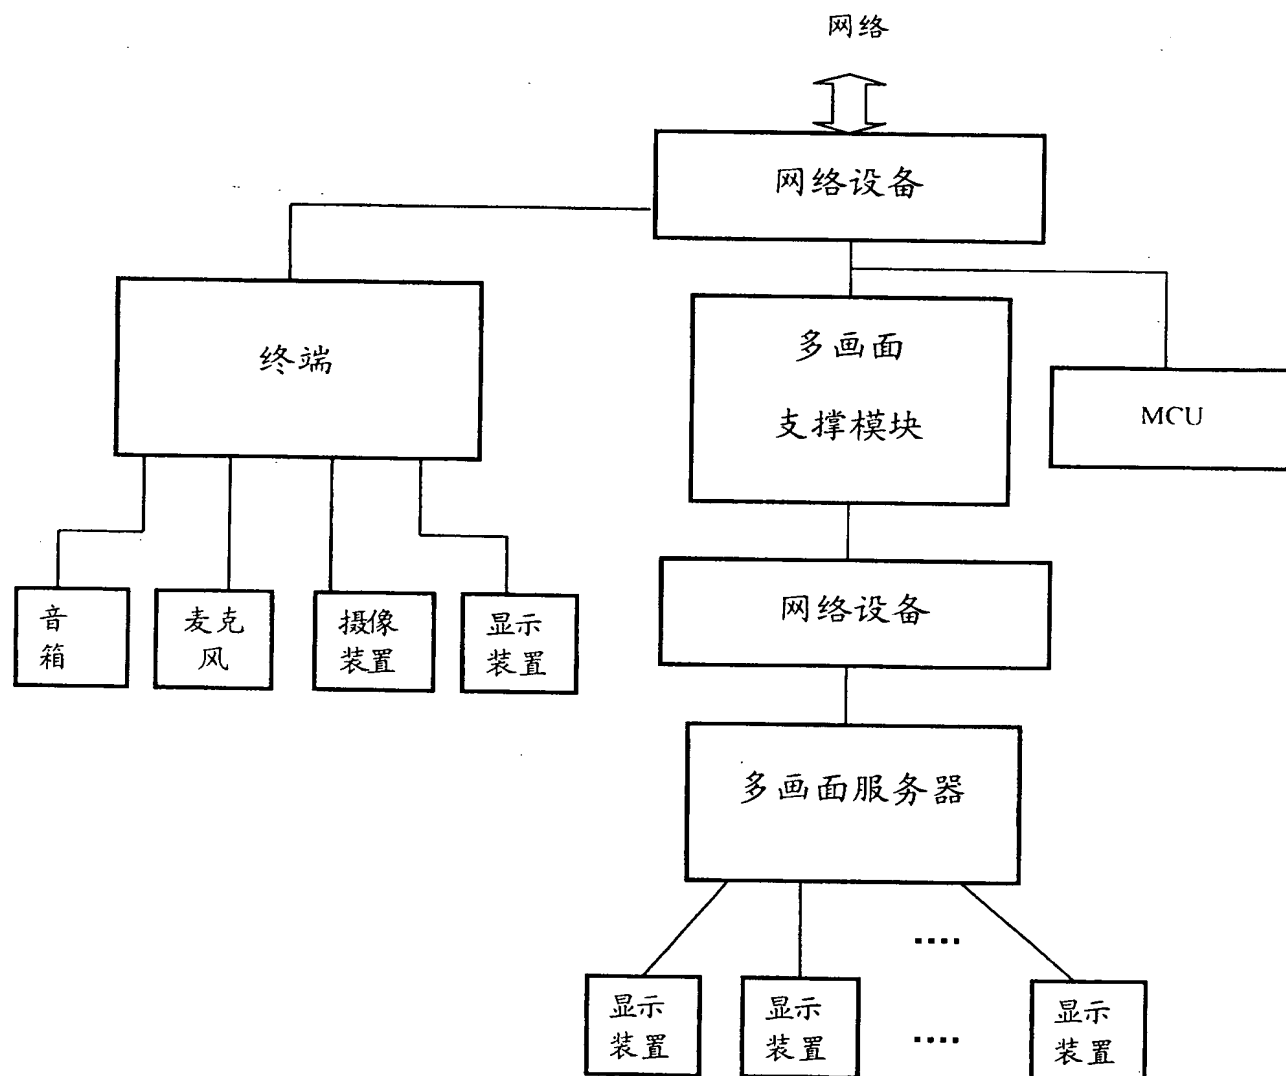 网络
网络设备
终端
多画面
支撑模块
MCU
音
箱
麦克
风
摄像
装置
显示
装置
网络设备
多画面服务器
....
显示
装置
显示
装置
....
显示
装置